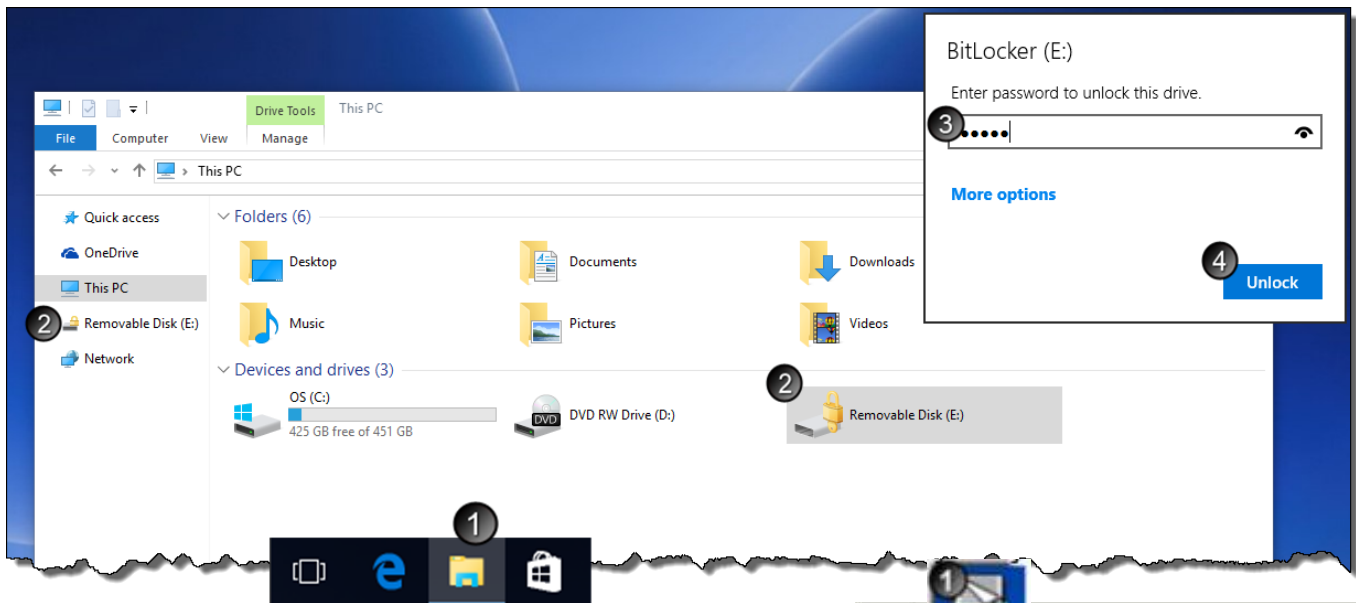 BitLocker (E:)
Enter password to unlock this drive.
3
More options
4
Unlock
Drive Tools
This PC
File
Computer
View
Manage
This PC
Quick access
OneDrive
This PC
2
Removable Disk (E:)
Network
Folders (6)
Desktop
Documents
Downloads
Music
Pictures
Videos
Devices and drives (3)
OS (C:)
425 GB free of 451 GB
DVD
DVD RW Drive (D:)
2
Removable Disk (E:)
1
1